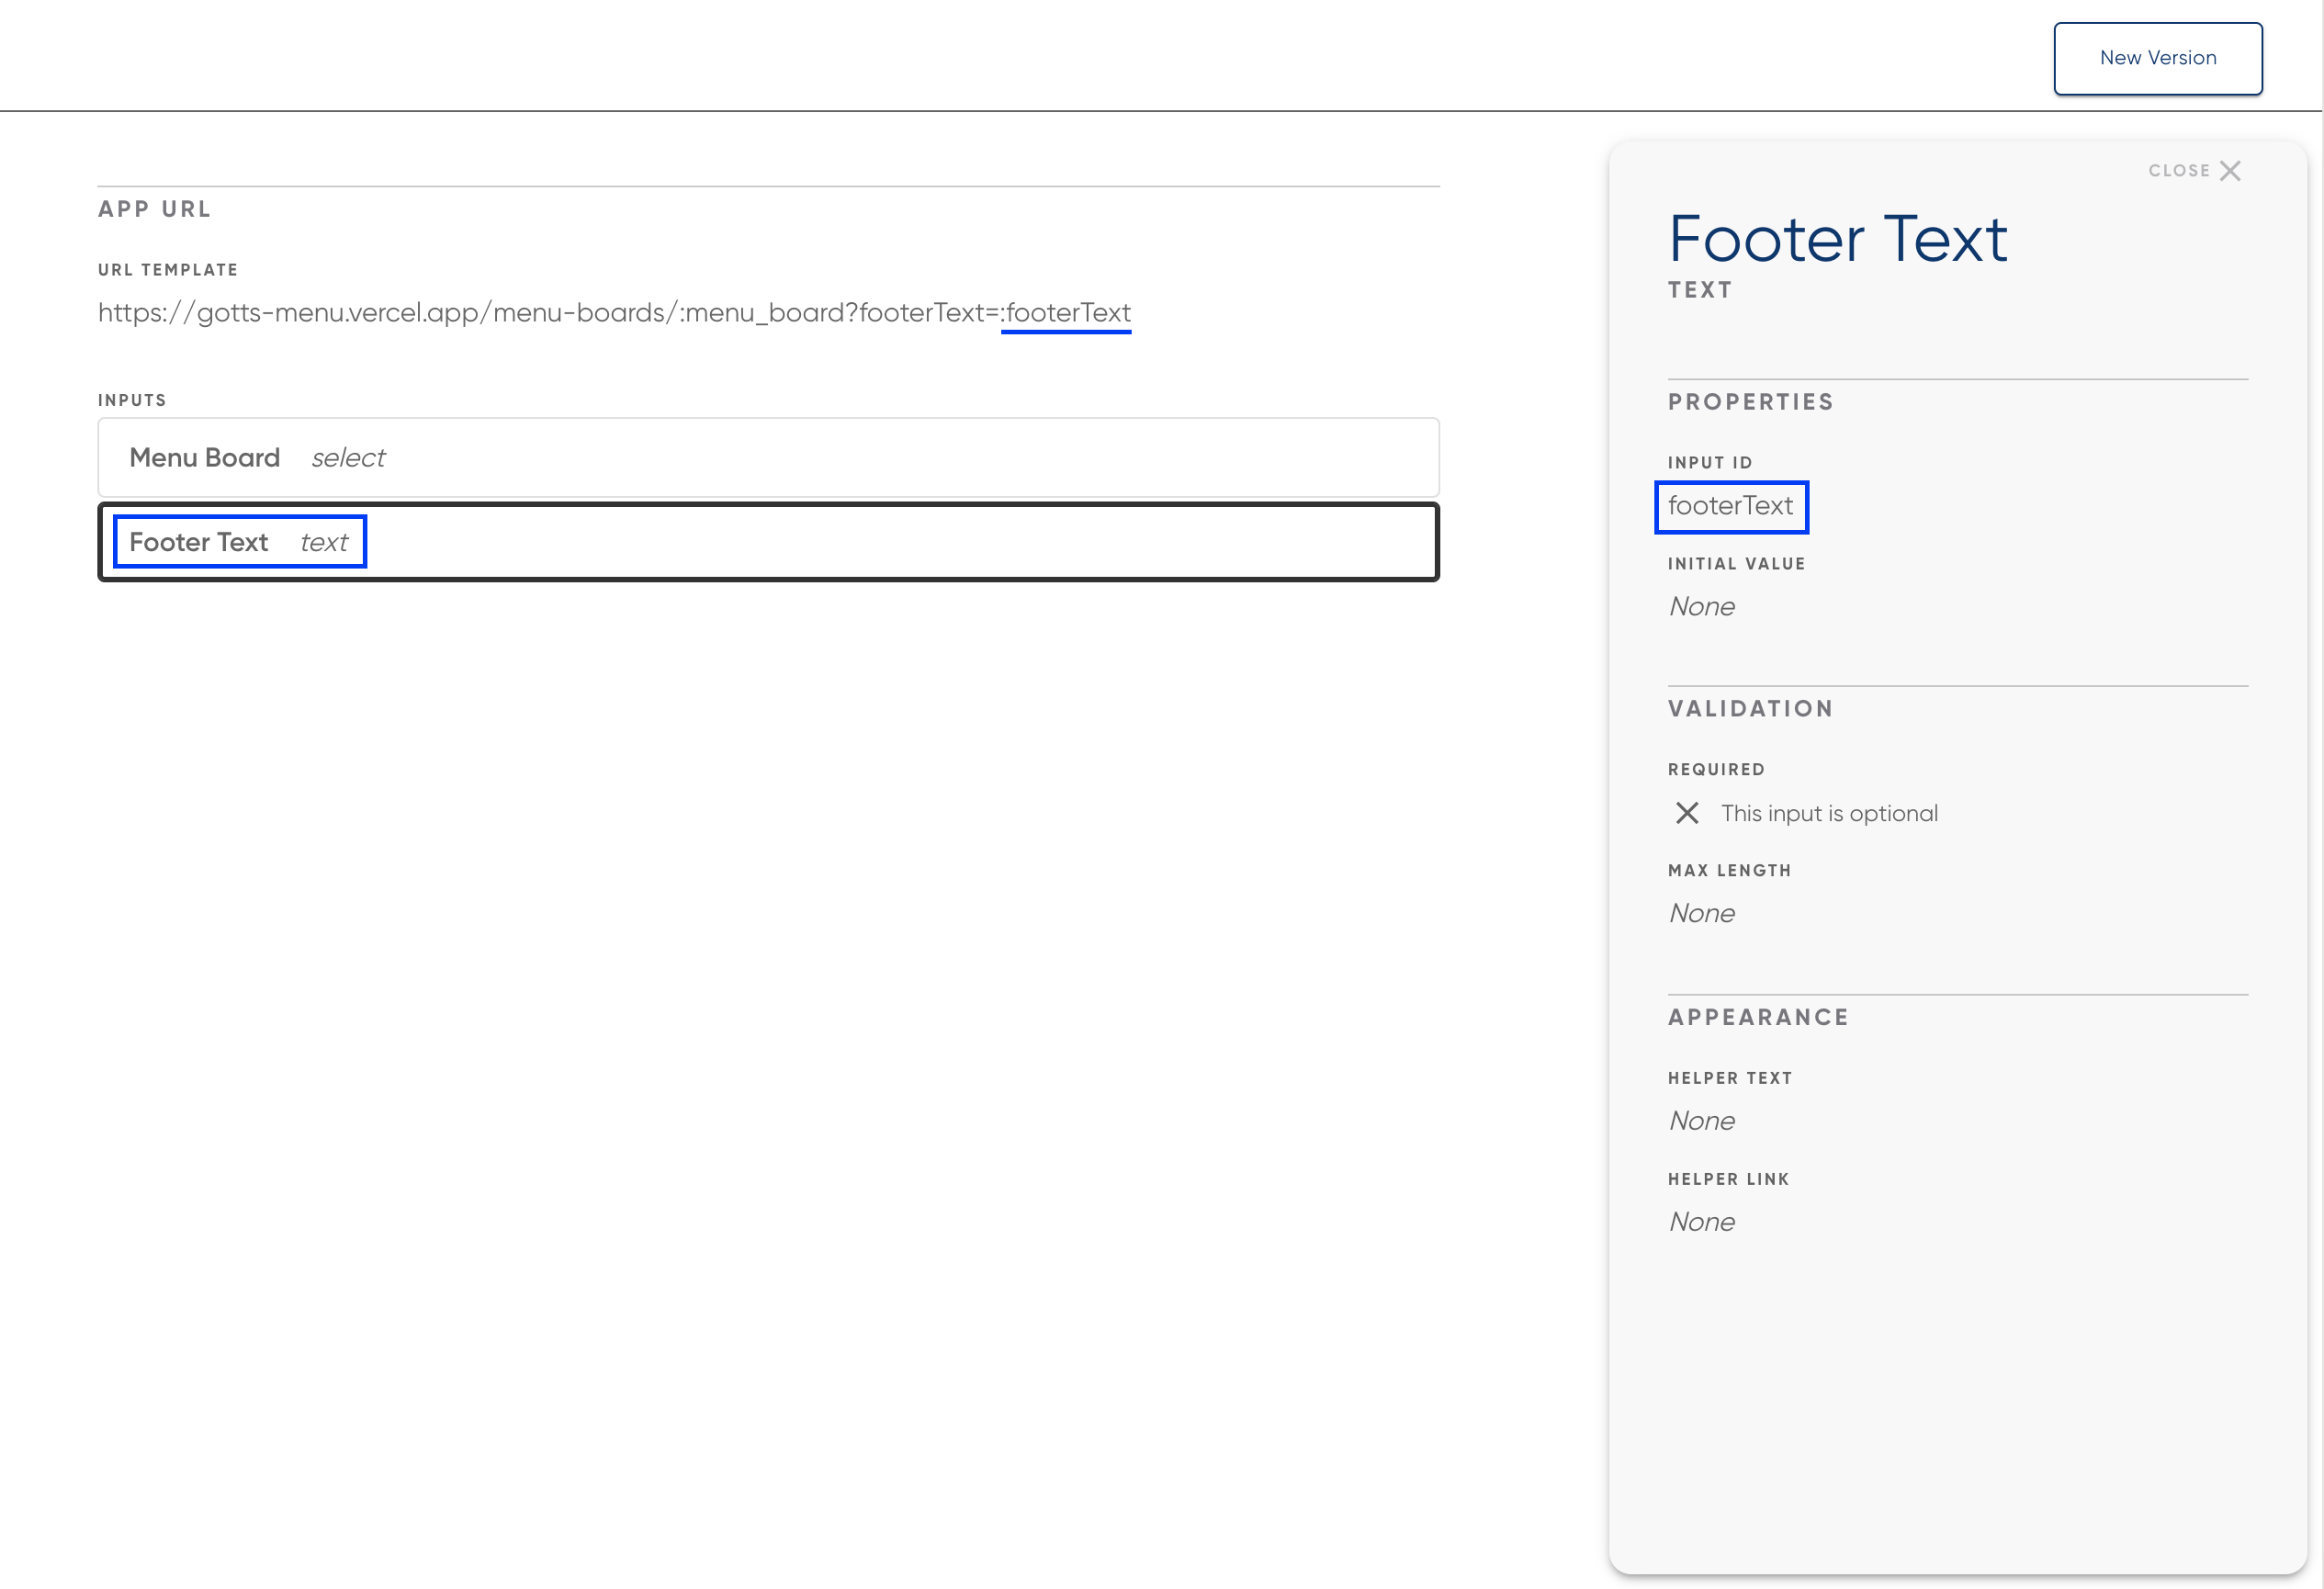 New Version
APP URL
URL TEMPLATE
https://gotts-menu.vercel.app/menu-boards/:menu_board?footerText=:footerText
INPUTS
Menu Board select
Footer Text text
CLOSE
Footer Text
TEXT
PROPERTIES
INPUT ID
footerText
INITIAL VALUE
None
VALIDATION
REQUIRED
This input is optional
MAX LENGTH
None
APPEARANCE
HELPER TEXT
None
HELPER LINK
None